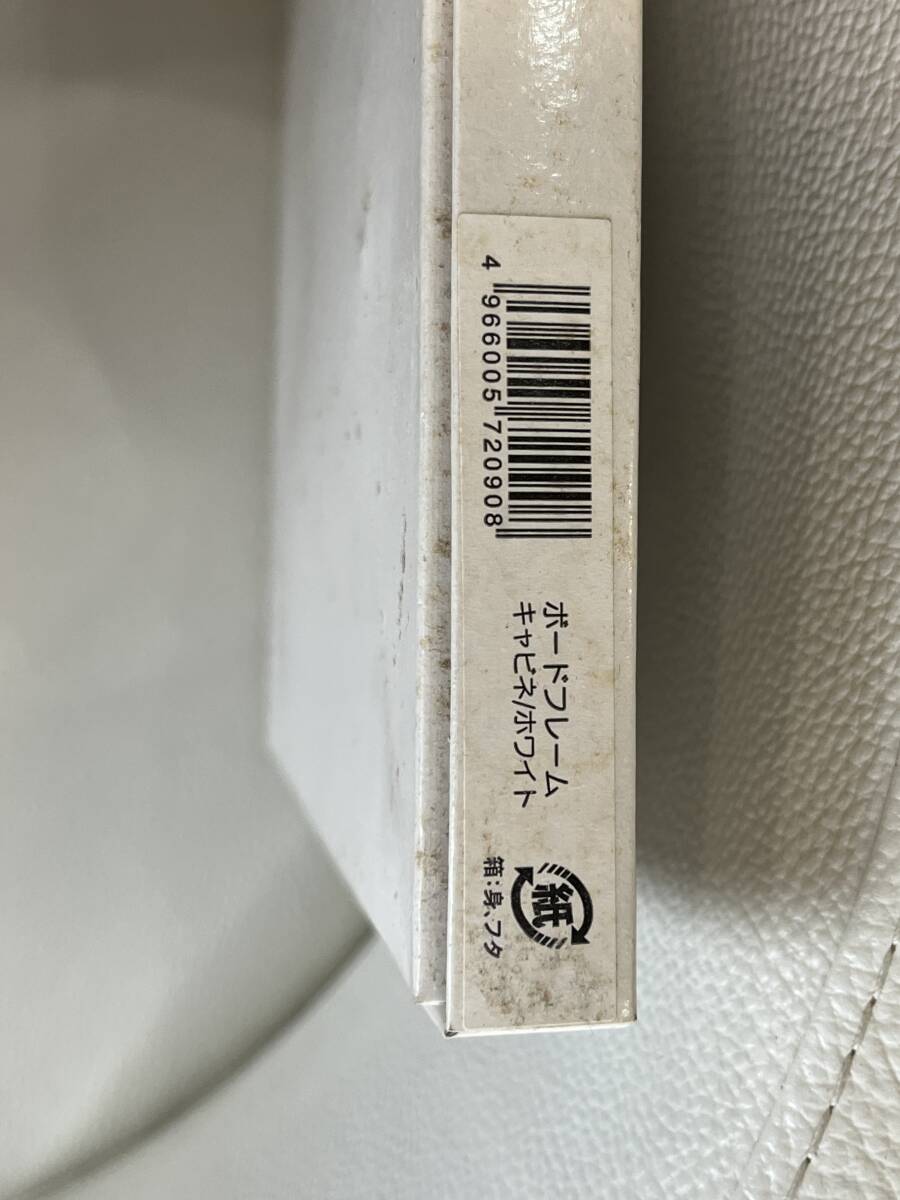 4 966005 720908
ボードフレーム
キャビネ/ホワイト
紙
箱:身、フタ